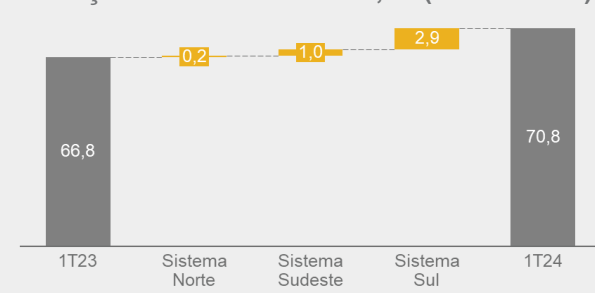 2,9
0,2
1,0
66,8
70,8
1T23
Sistema
Norte
Sistema
Sudeste
Sistema
Sul
1T24